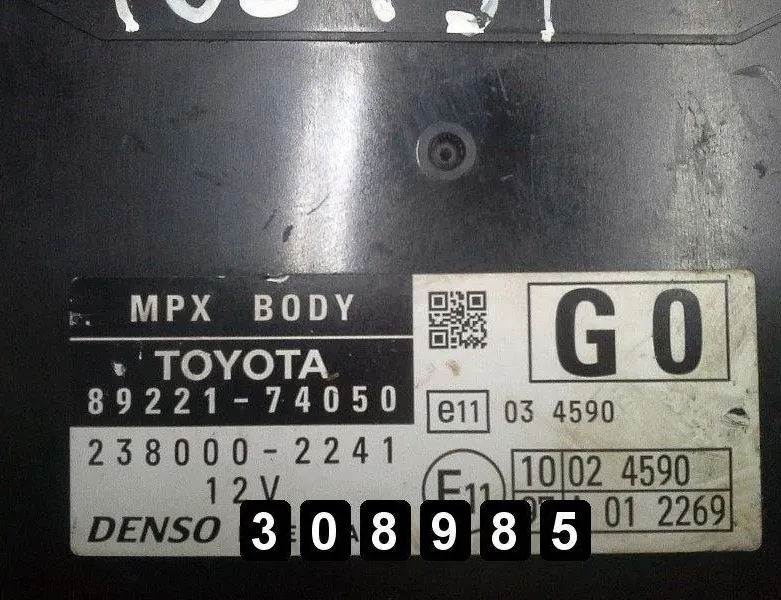 MPX BODY
TOYOTA
89221-74050
238000-2241
12V
DENSO
G0
e11 03 4590
E11
10 02 4590
01 2269
308985